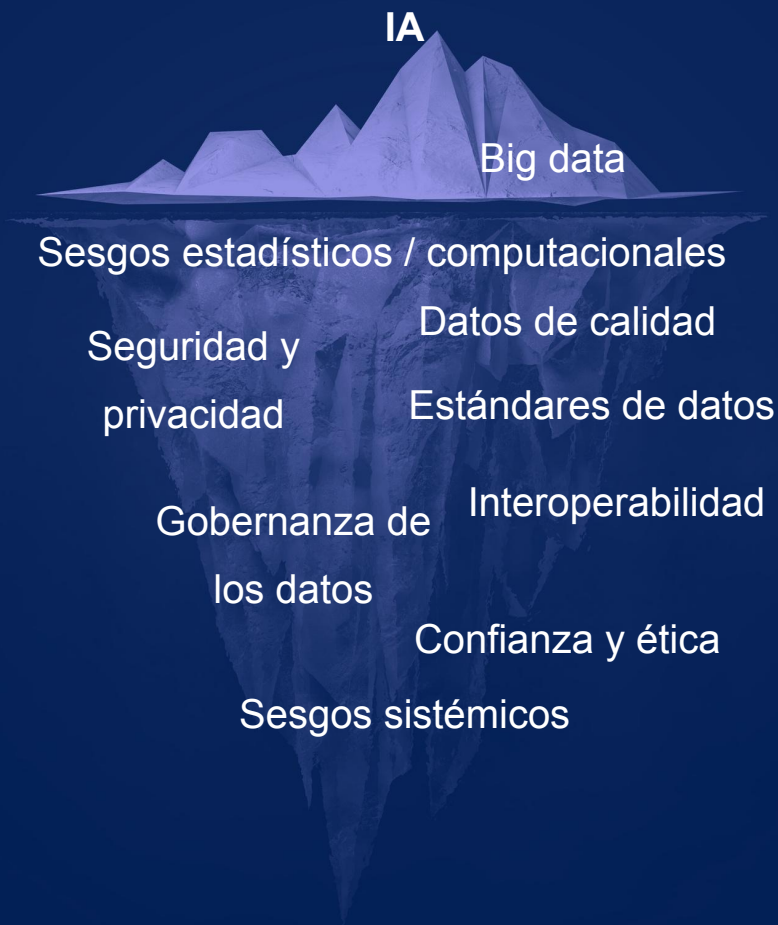 IA
Big data
Sesgos estadísticos / computacionales
Seguridad y
privacidad
Datos de calidad
Estándares de datos
Interoperabilidad
Gobernanza de
los datos
Confianza y ética
Sesgos sistémicos